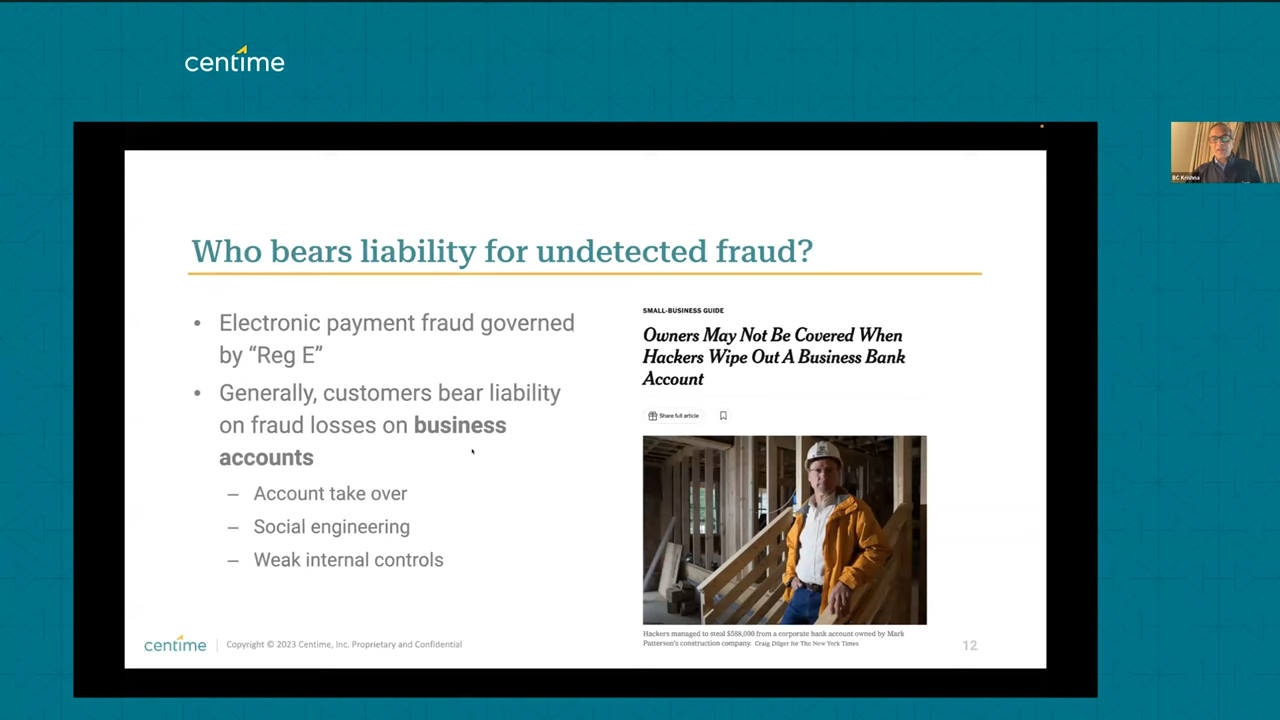 centime
BC Krishna
Who bears liability for undetected fraud?
• Electronic payment fraud governed
by “Reg E”
• Generally, customers bear liability
on fraud losses on business
accounts
– Account take over
– Social engineering
– Weak internal controls
SMALL-BUSINESS GUIDE
Owners May Not Be Covered When
Hackers Wipe Out A Business Bank
Account
Share full article
Hackers managed to steal $588,000 from a corporate bank account owned by Mark
Patterson's construction company. Craig Dilger for The New York Times
centime
Copyright © 2023 Centime, Inc. Proprietary and Confidential
12